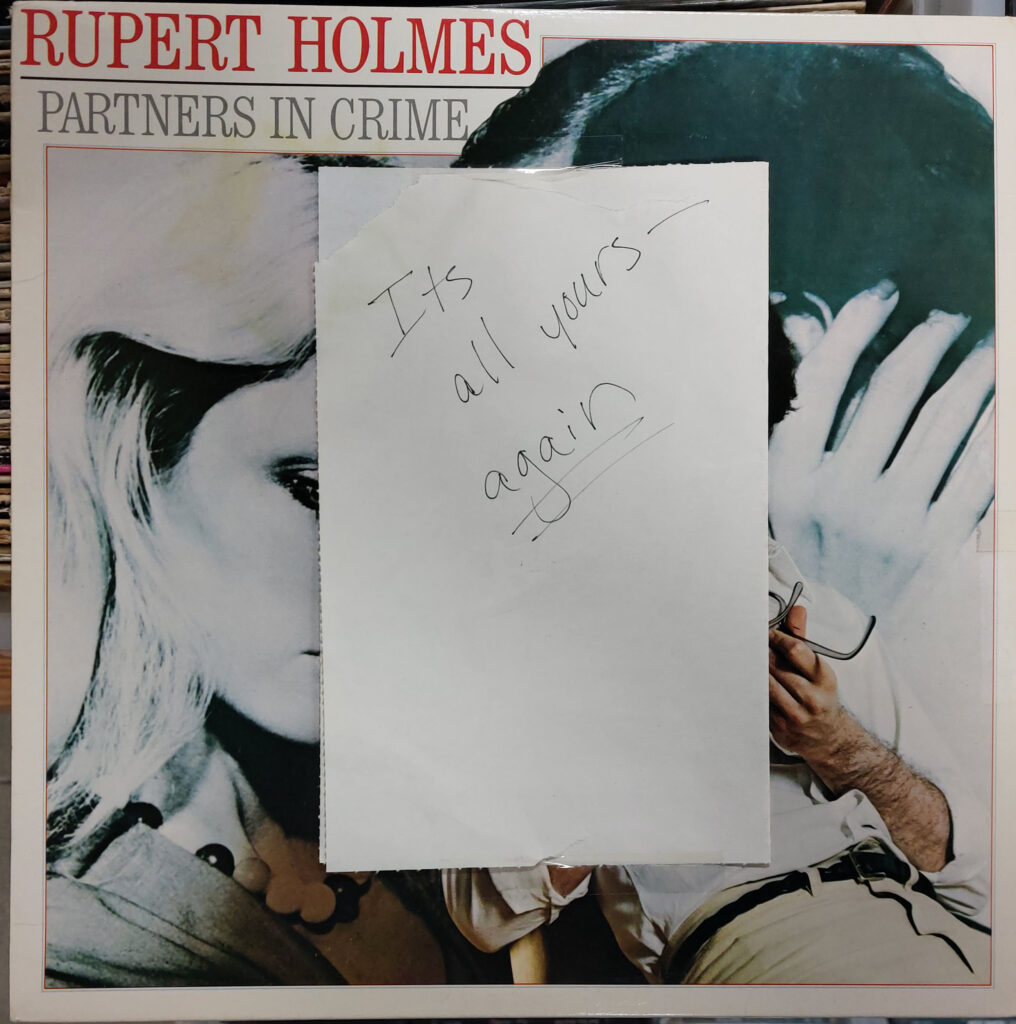 RUPERT HOLMES
PARTNERS IN CRIME
Its
all yours—
again